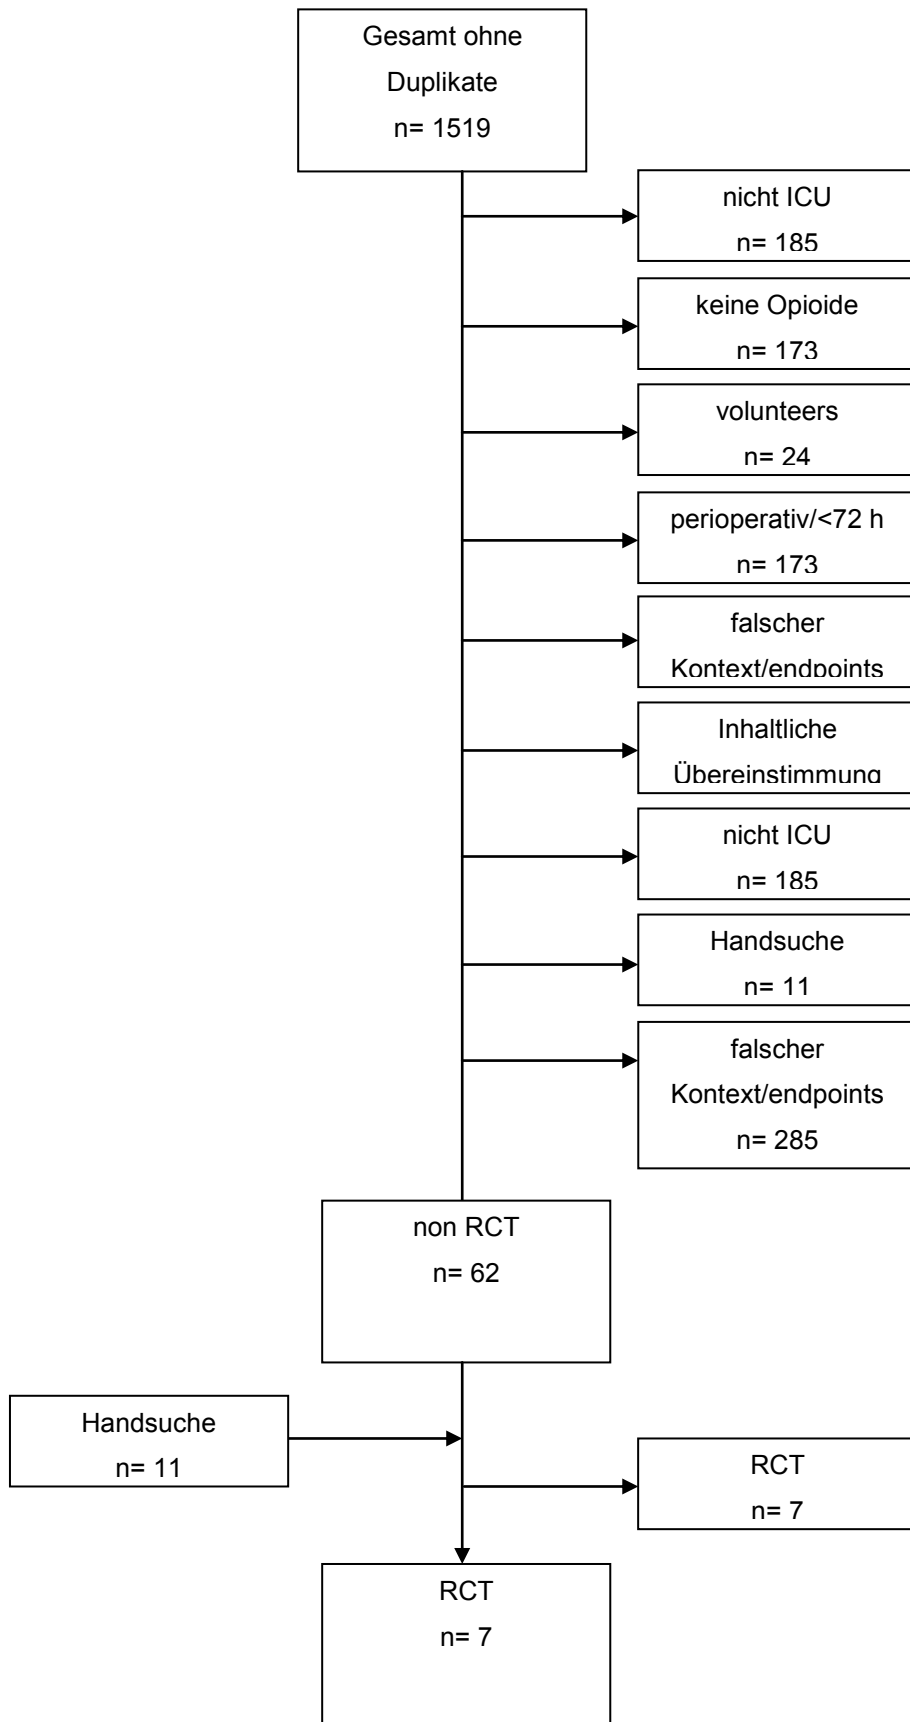 Gesamt ohne
Duplikate
n= 1519
nicht ICU
n= 185
keine Opioide
n= 173
volunteers
n= 24
perioperativ/<72 h
n= 173
falscher
Kontext/endpoints
Inhaltliche
Übereinstimmung
nicht ICU
n= 185
Handsuche
n= 11
falscher
Kontext/endpoints
n= 285
non RCT
n= 62
Handsuche
n= 11
RCT
n= 7
RCT
n= 7